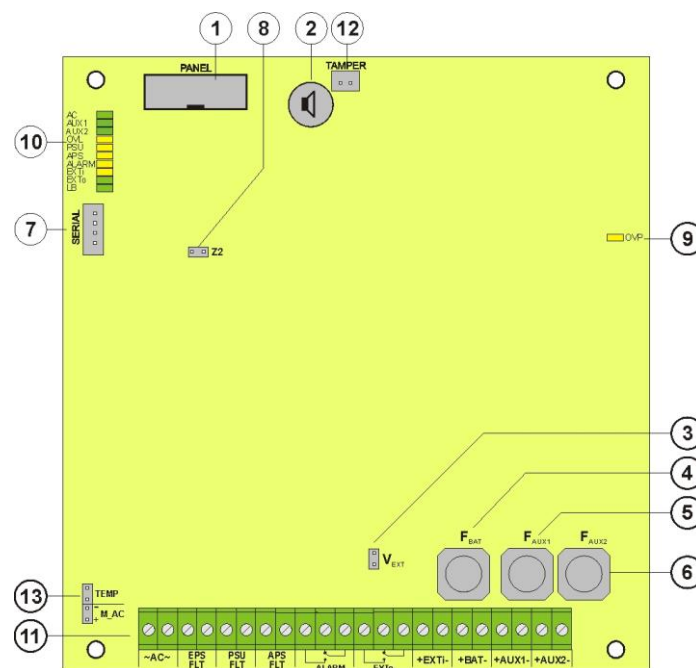 1
8
2
12
PANEL
TAMPER
10
AC
AUX1
AUX2
OVL
PSU
APS
ALARM
EXTi
EXTo
LB
7
SERIAL
Z2
OVP
9
3
4
5
FBAT
FAUX1
FAUX2
VEXT
6
13
TEMP
- M_AC
+
11
~AC~
EPS FLT
PSU FLT
APS FLT
ALARM
EXTo
+EXTi-
+BAT-
+AUX1-
+AUX2-